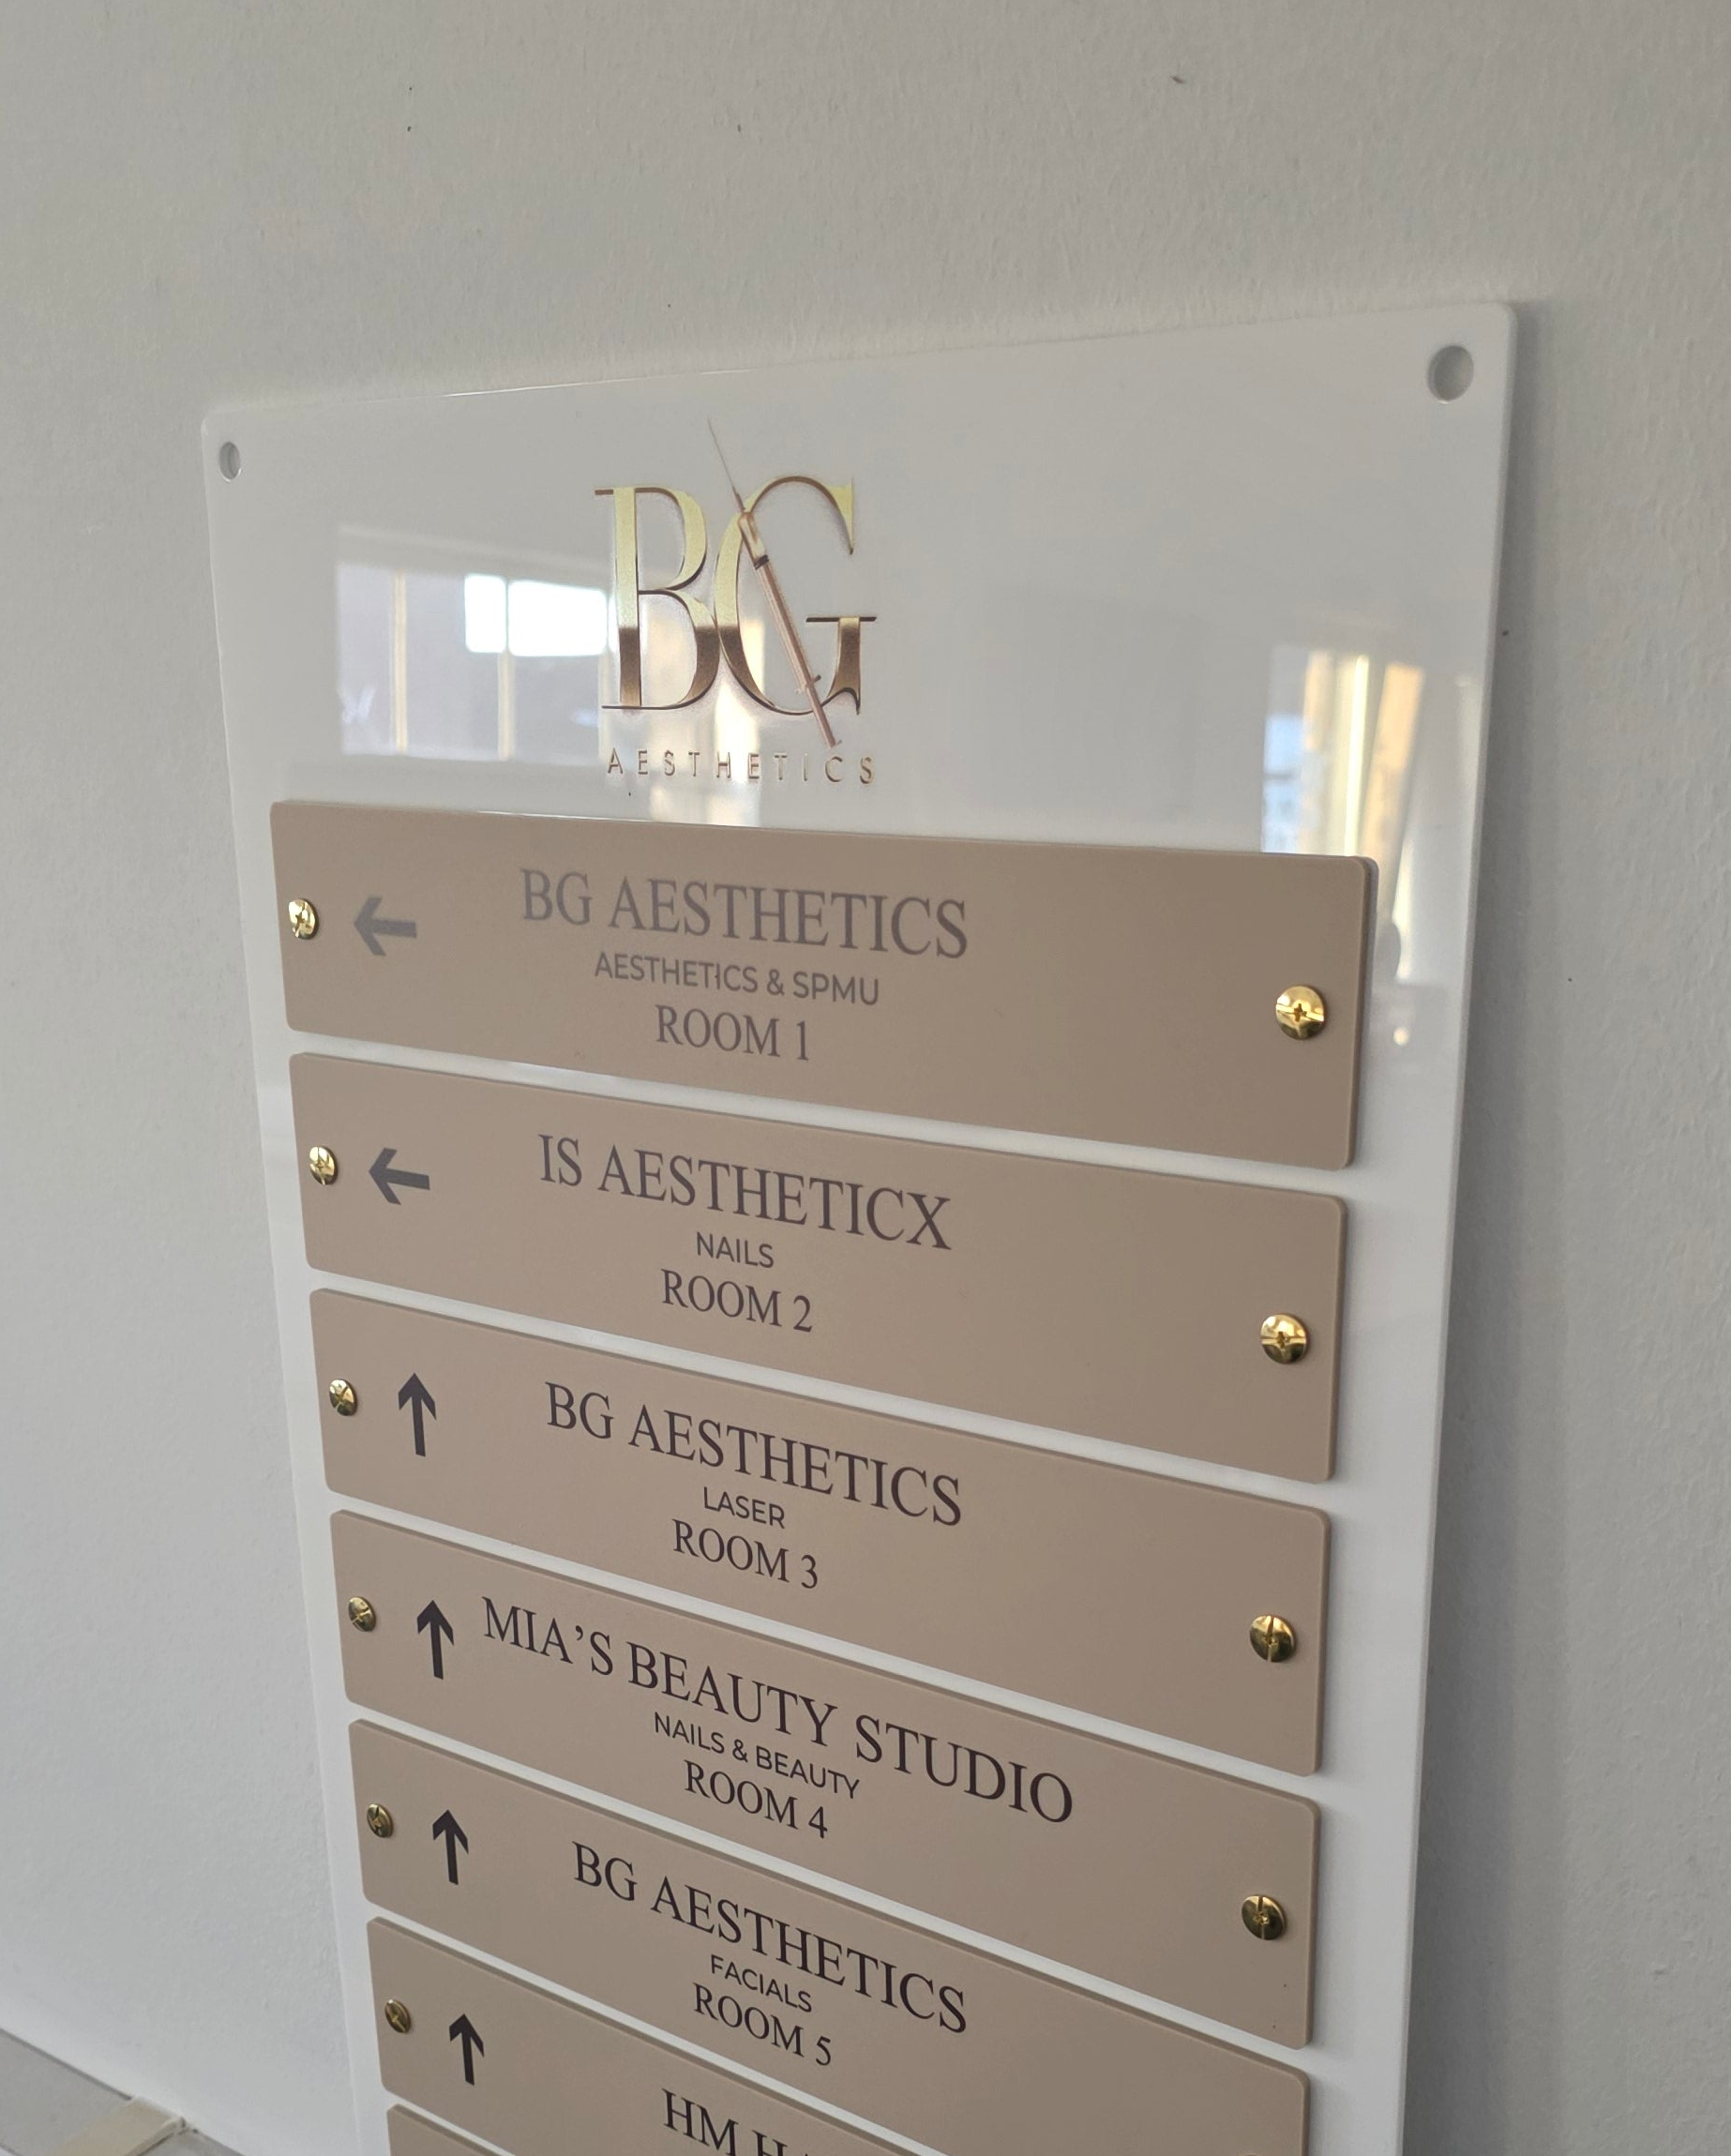 BG
AESTHETICS
← BG AESTHETICS
AESTHETICS & SPMU
ROOM 1
← IS AESTHETICX
NAILS
ROOM 2
↑ BG AESTHETICS
LASER
ROOM 3
↑ MIA’S BEAUTY STUDIO
NAILS & BEAUTY
ROOM 4
↑ BG AESTHETICS
FACIALS
ROOM 5
↑ HM